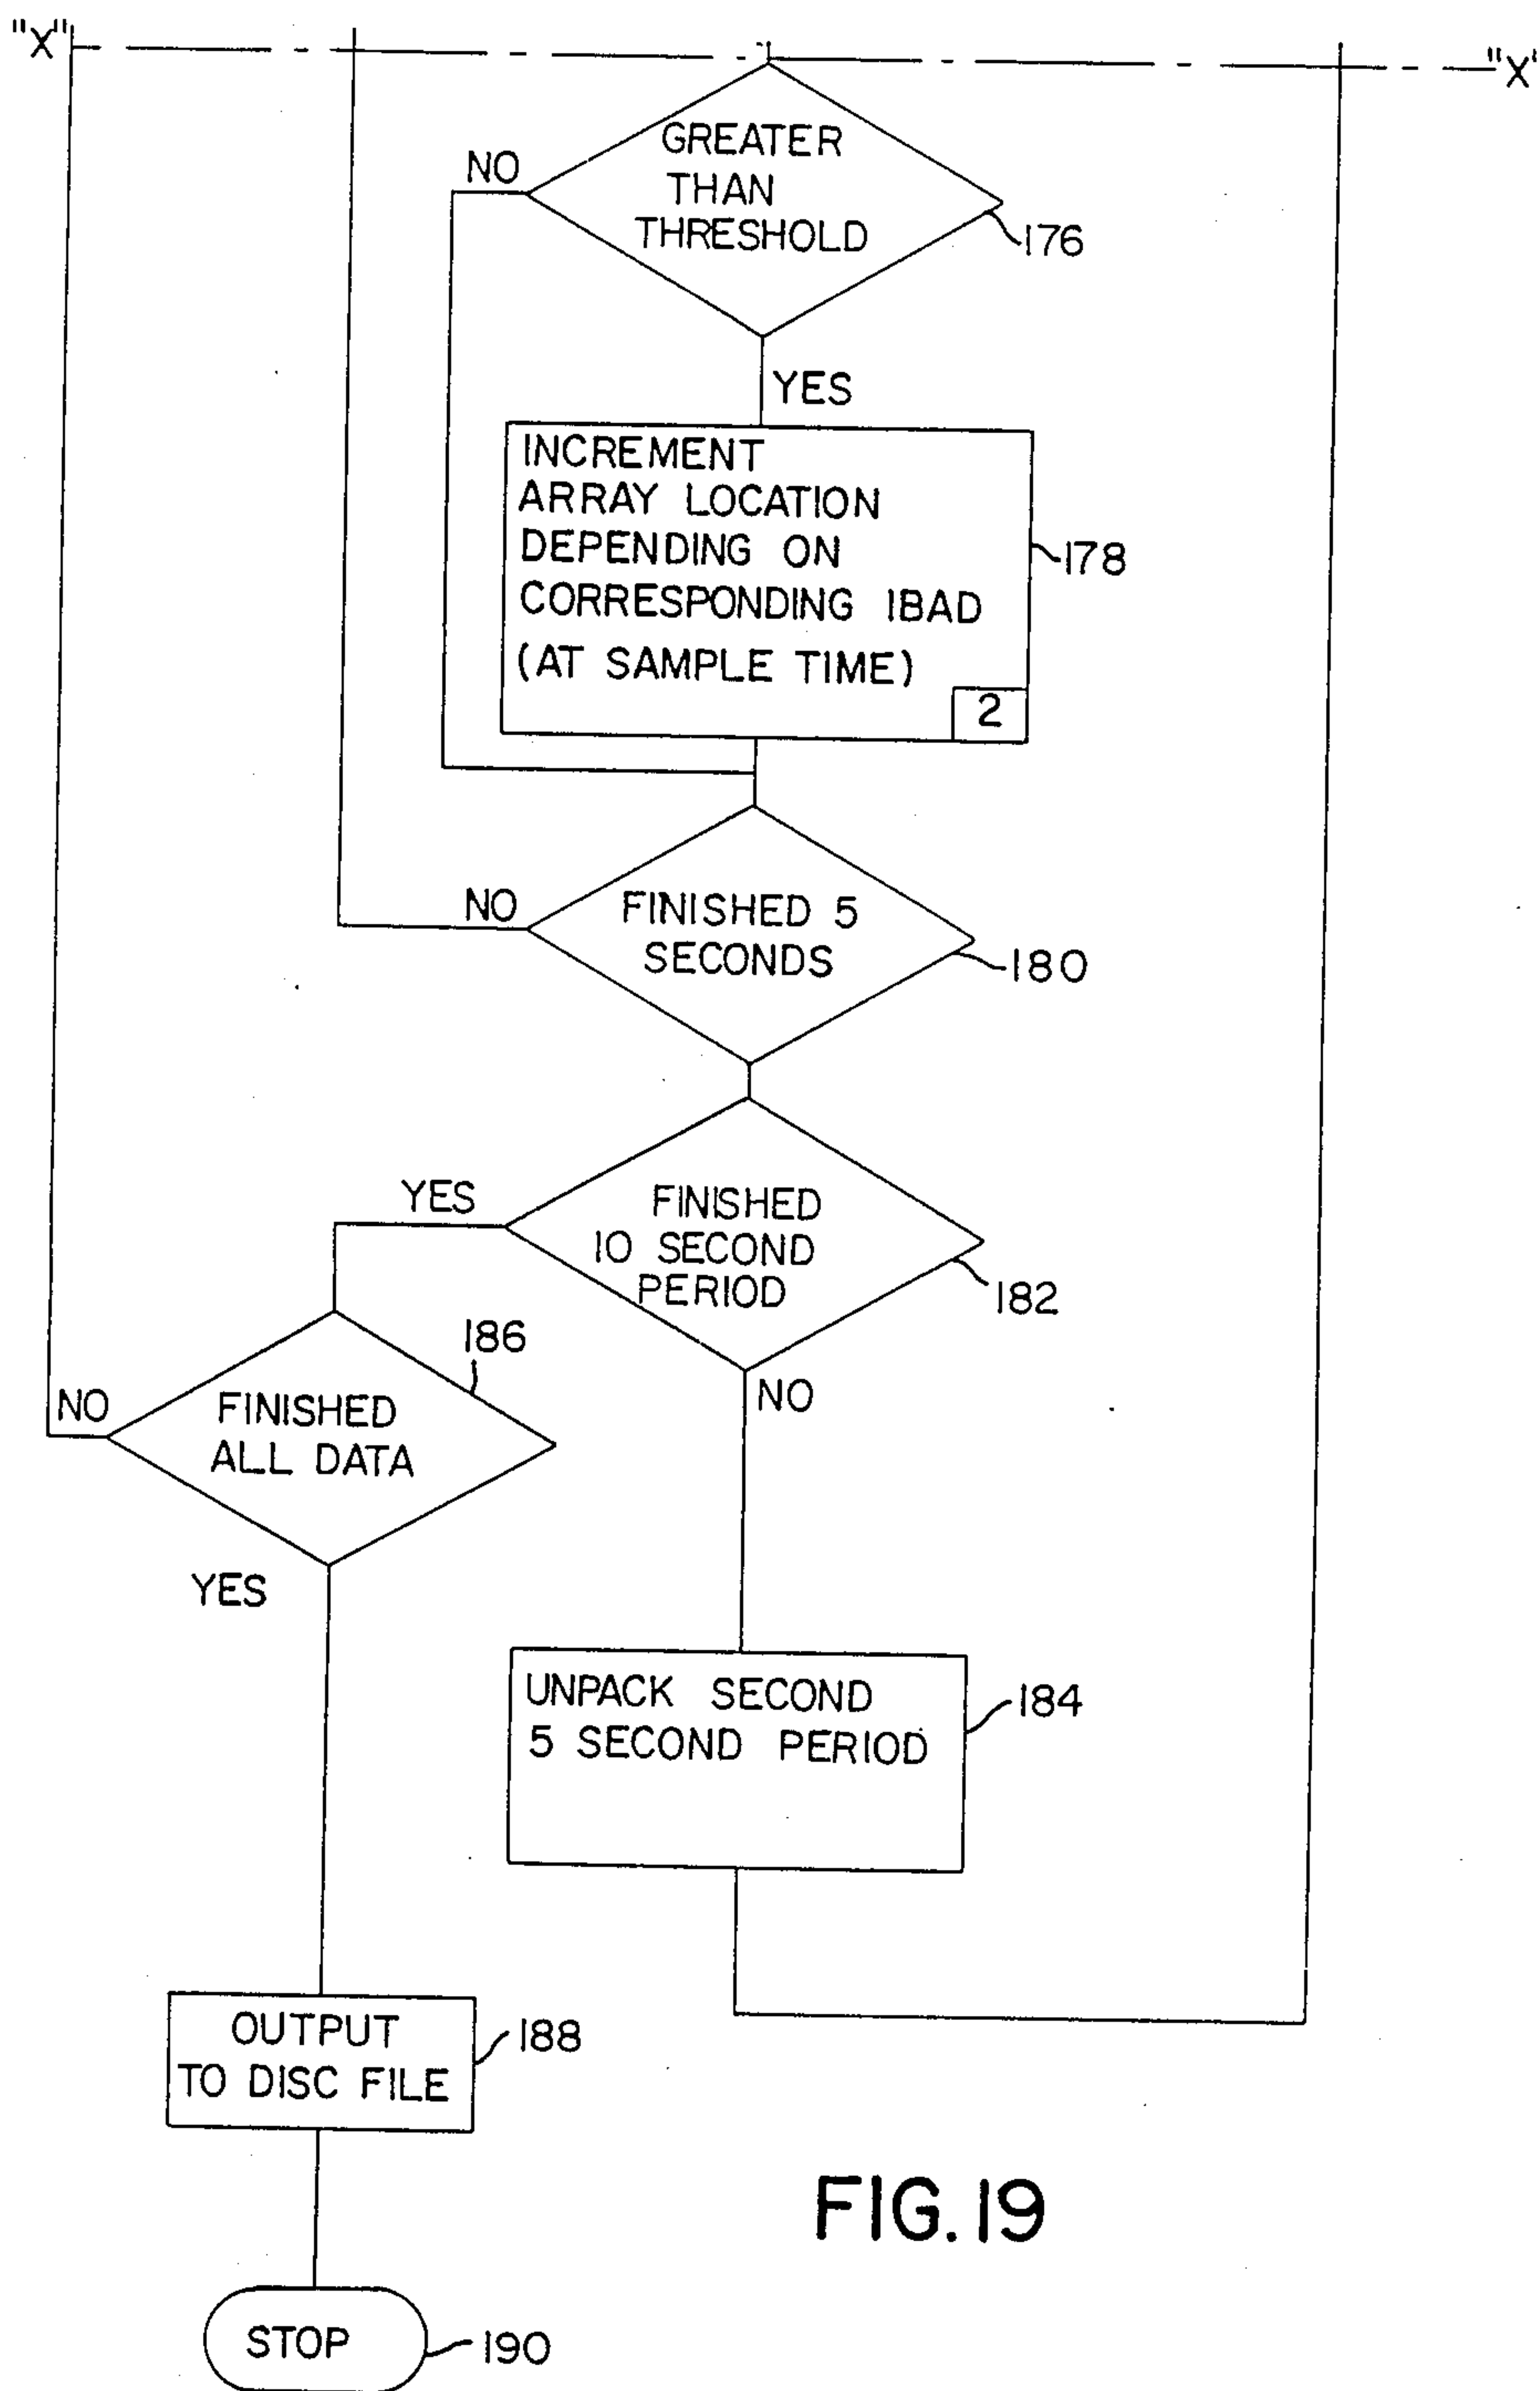 "X"
"X"
GREATER
THAN
THRESHOLD
NO
176
YES
INCREMENT
ARRAY LOCATION
DEPENDING ON
CORRESPONDING IBAD
(AT SAMPLE TIME)
2
178
NO
FINISHED 5
SECONDS
180
YES
FINISHED
10 SECOND
PERIOD
182
186
NO
NO
FINISHED
ALL DATA
YES
UNPACK SECOND
5 SECOND PERIOD
184
OUTPUT
TO DISC FILE
188
FIG. 19
STOP
190